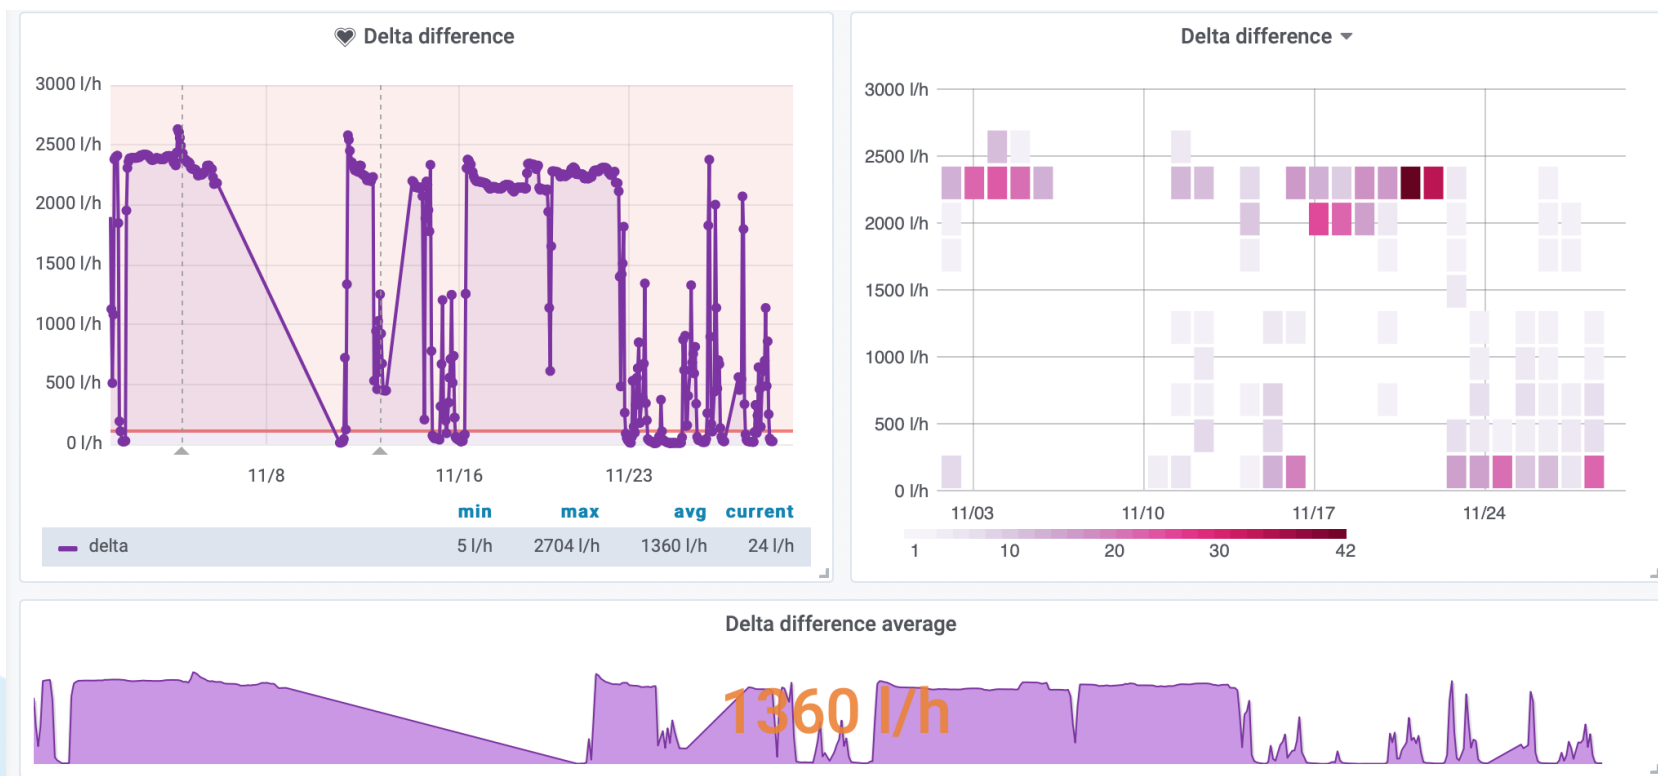 Delta difference
3000 l/h
2500 l/h
2000 l/h
1500 l/h
1000 l/h
500 l/h
0 l/h
11/8 11/16 11/23
min max avg current
delta 5 l/h 2704 l/h 1360 l/h 24 l/h
Delta difference
3000 l/h
2500 l/h
2000 l/h
1500 l/h
1000 l/h
500 l/h
0 l/h
11/03 11/10 11/17 11/24
1 10 20 30 42
Delta difference average
1360 l/h